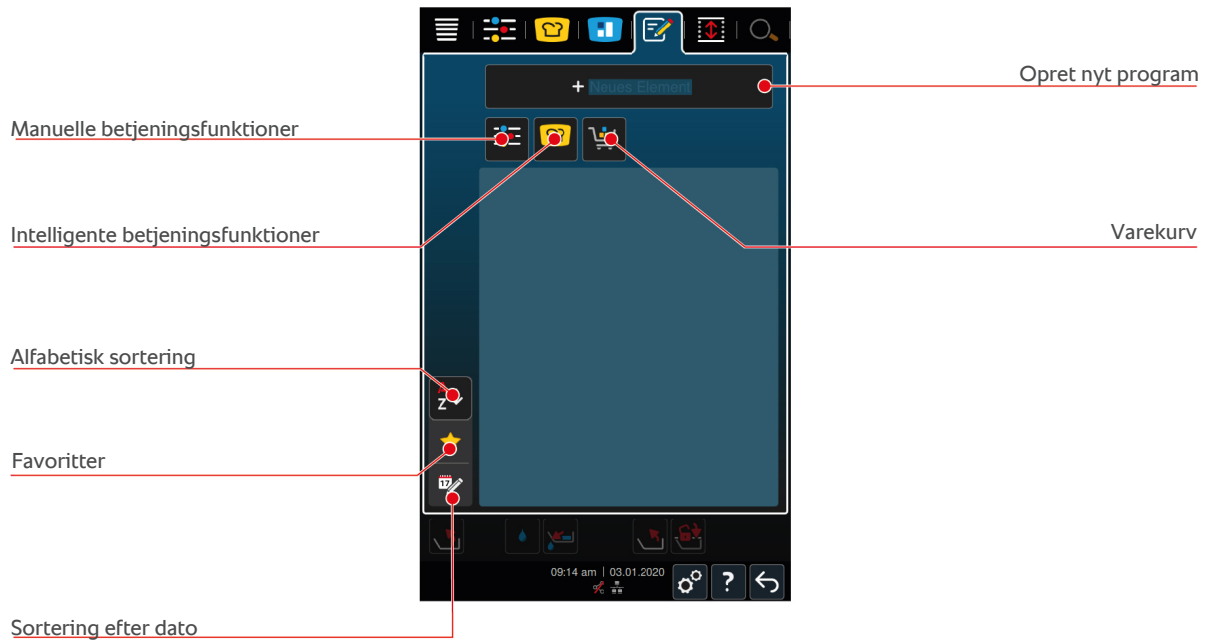 Opret nyt program
+ Neues Element
Manuelle betjeningsfunktioner
Intelligente betjeningsfunktioner
Varekurv
Alfabetisk sortering
A
Z
Favoritter
17
09:14 am | 03.01.2020
?
Sortering efter dato